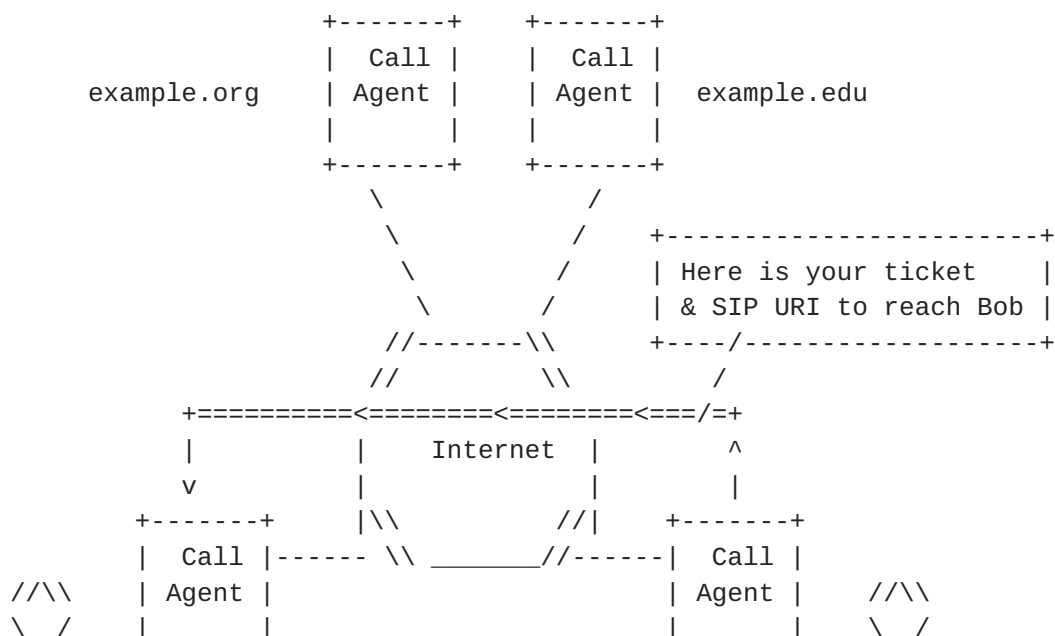 +-------+    +-------+
|  Call |    |  Call |
example.org    | Agent |    | Agent |  example.edu
|       |    |       |
+-------+    +-------+
\             /
\           /    +------------------------+
\         /     | Here is your ticket    |
\       /      | & SIP URI to reach Bob |
//-------\\      +----/-------------------+
//         \\         /
+==========<========<========<===/=+
|          |    Internet  |        ^
v          |              |        |
+-------+     |\\          //|    +-------+
|  Call |------ \\ _______//------|  Call |
//\\    | Agent |                          | Agent |    //\\
\  /    |       |                          |       |    \  /